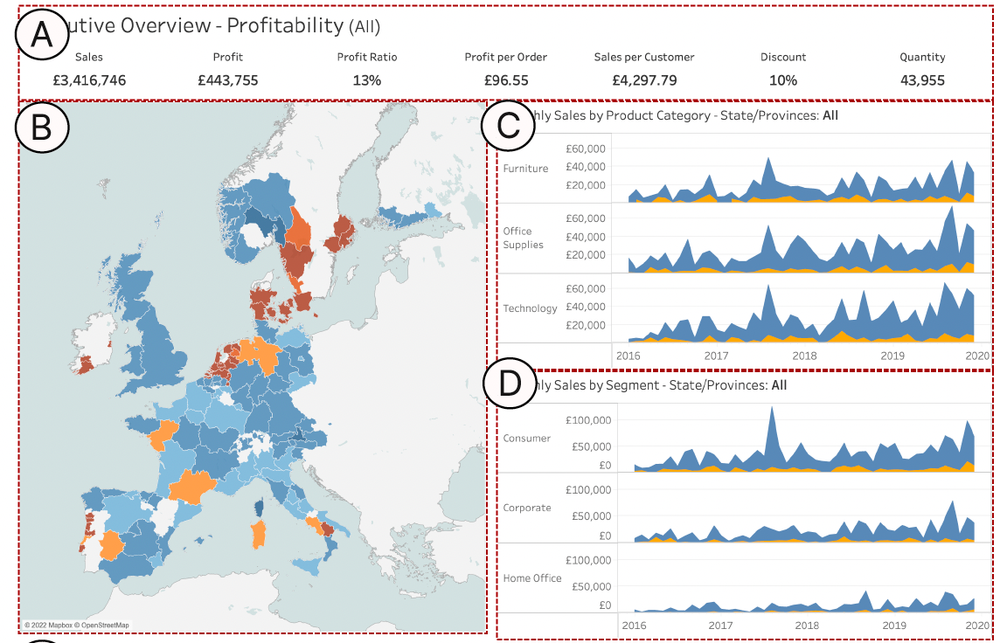 A
utive Overview - Profitability (All)
Sales Profit Profit Ratio Profit per Order Sales per Customer Discount Quantity
£3,416,746 £443,755 13% £96.55 £4,297.79 10% 43,955
B
© 2022 Mapbox © OpenStreetMap
C
hly Sales by Product Category - State/Provinces: All
Furniture
£60,000
£40,000
£20,000
Office
Supplies
£60,000
£40,000
£20,000
Technology
£60,000
£40,000
£20,000
2016 2017 2018 2019 2020
D
hly Sales by Segment - State/Provinces: All
Consumer
£100,000
£50,000
£0
Corporate
£100,000
£50,000
£0
Home Office
£100,000
£50,000
£0
2016 2017 2018 2019 2020